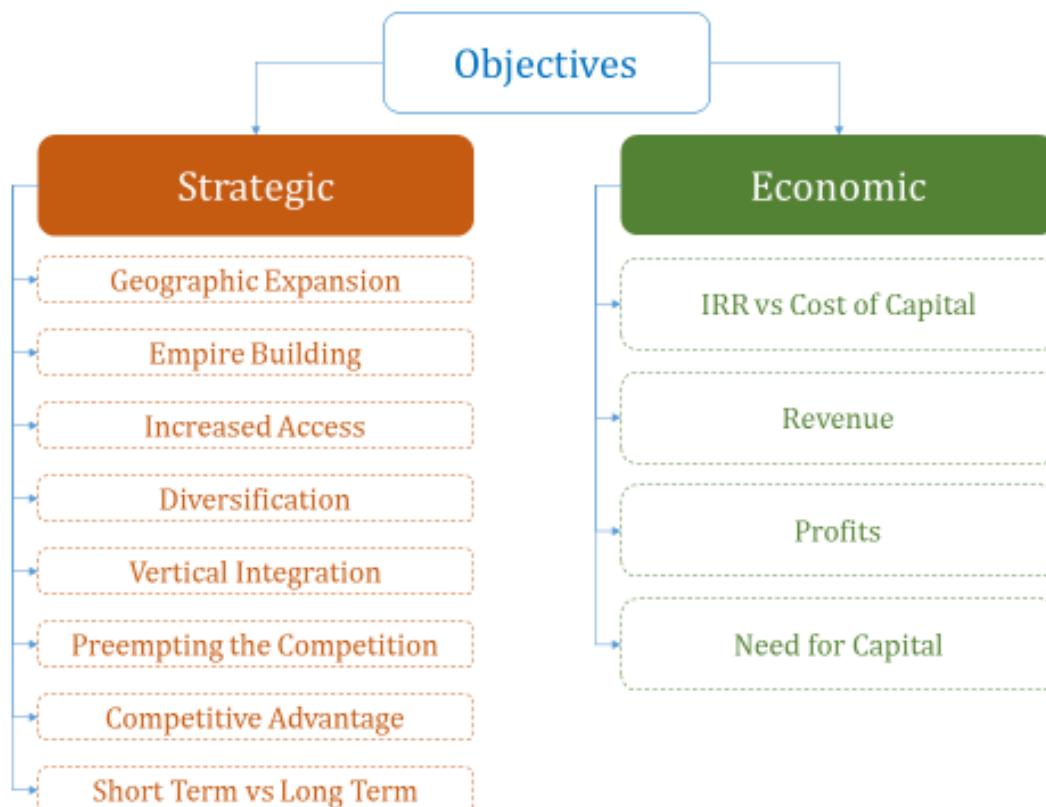 Objectives
Strategic
Geographic Expansion
Empire Building
Increased Access
Diversification
Vertical Integration
Preempting the Competition
Competitive Advantage
Short Term vs Long Term
Economic
IRR vs Cost of Capital
Revenue
Profits
Need for Capital